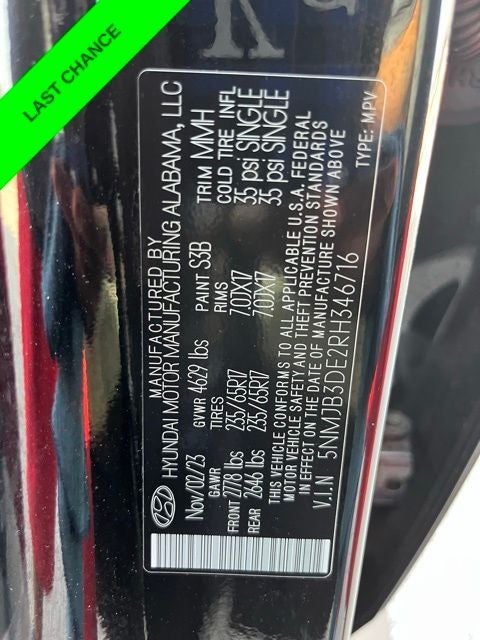 LAST CHANCE
MANUFACTURED BY
HYUNDAI MOTOR MANUFACTURING ALABAMA, LLC
Nov/02/23 GVWR 4629 lbs PAINT S3B TRIM MMH
GAWR TIRES RIMS COLD TIRE INFL
FRONT 2778 lbs 235/65R17 7.0JX17 35 psi SINGLE
REAR 2646 lbs 235/65R17 7.0JX17 35 psi SINGLE
THIS VEHICLE CONFORMS TO ALL APPLICABLE U.S.A. FEDERAL
MOTOR VEHICLE SAFETY AND THEFT PREVENTION STANDARDS
IN EFFECT ON THE DATE OF MANUFACTURE SHOWN ABOVE
V.I.N 5NMJB3DE2RH346716 TYPE: MPV